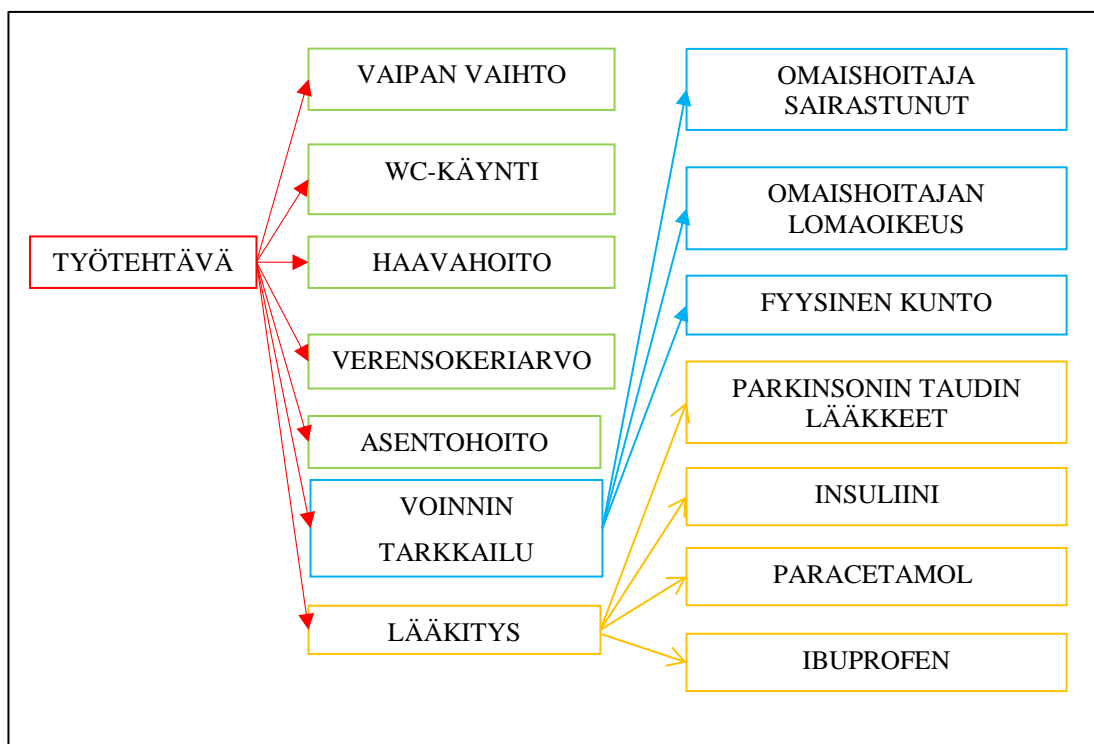 TYÖTEHTÄVÄ
VAIPAN VAIHTO
WC-KÄYNTI
HAAVAHOITO
VERENSOKERIARVO
ASENTOHOITO
VOINNIN
TARKKAILU
LÄÄKITYS
OMAISHOITAJA
SAIRASTUNUT
OMAISHOITAJAN
LOMAOIKEUS
FYYSINEN KUNTO
PARKINSONIN TAUDIN
LÄÄKKEET
INSULIINI
PARACETAMOL
IBUPROFEN